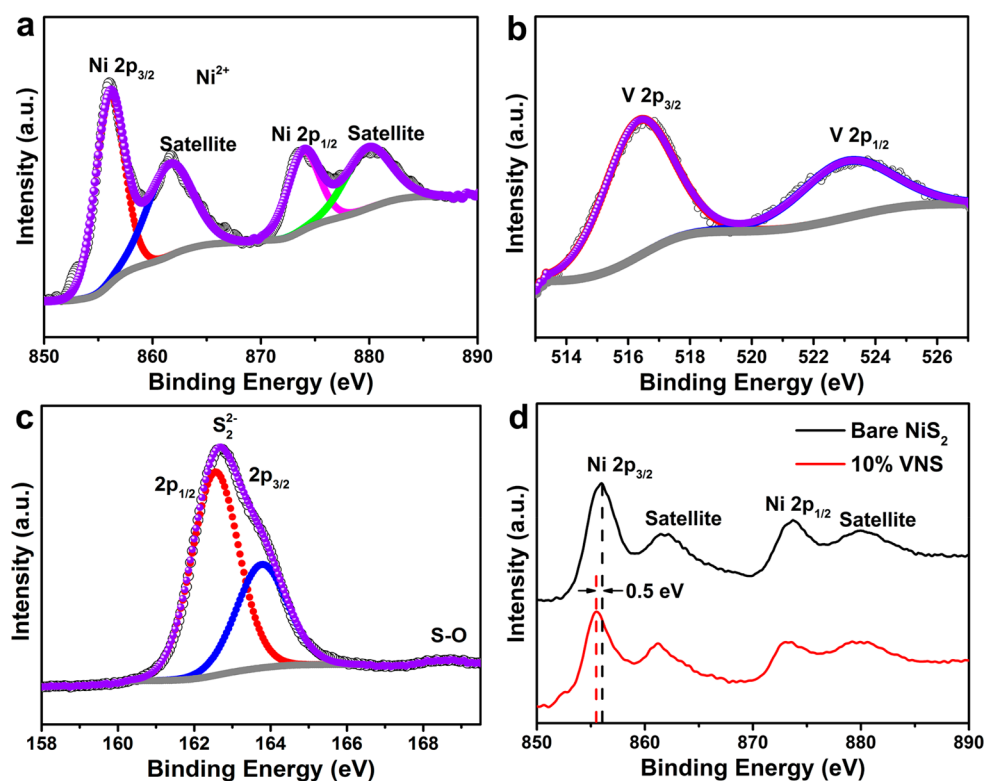 a
Ni 2p3/2
Ni2+
Satellite
Ni 2p1/2
Satellite
Intensity (a.u.)
850 860 870 880 890
Binding Energy (eV)
b
V 2p3/2
V 2p1/2
Intensity (a.u.)
514 516 518 520 522 524 526
Binding Energy (eV)
c
S2 2-
2p1/2
2p3/2
S-O
Intensity (a.u.)
158 160 162 164 166 168
Binding Energy (eV)
d
Bare NiS2
10% VNS
Ni 2p3/2
Satellite
Ni 2p1/2
Satellite
0.5 eV
Intensity (a.u.)
850 860 870 880 890
Binding Energy (eV)